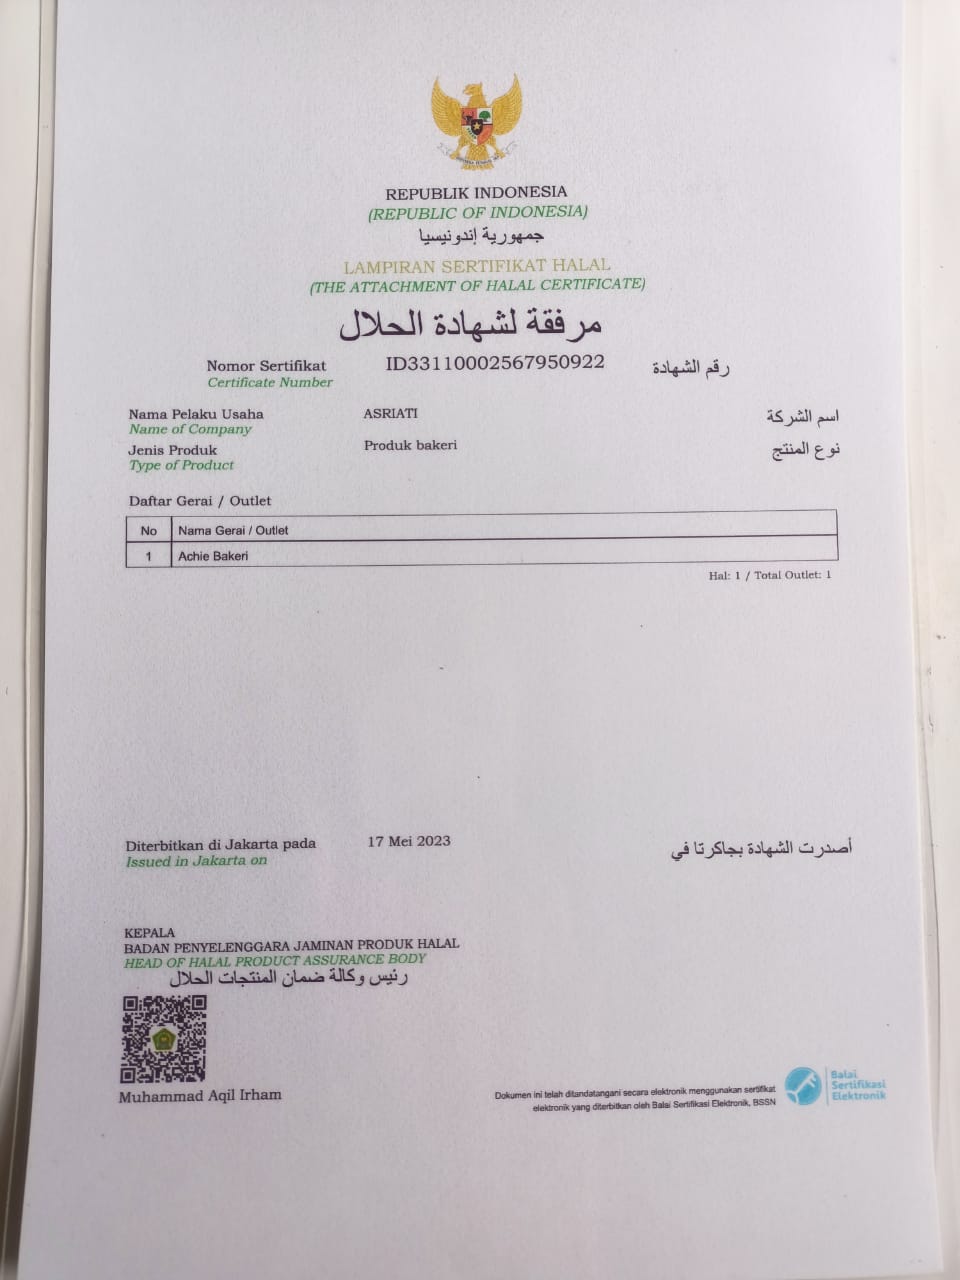 REPUBLIK INDONESIA
(REPUBLIC OF INDONESIA)
جمهورية إندونيسيا
LAMPIRAN SERTIFIKAT HALAL
(THE ATTACHMENT OF HALAL CERTIFICATE)
مرفقة لشهادة الحلال
Nomor Sertifikat ID33110002567950922 رقم الشهادة
Certificate Number
Nama Pelaku Usaha ASRIATI اسم الشركة
Name of Company
Jenis Produk Produk bakeri نوع المنتج
Type of Product
Daftar Gerai / Outlet
No Nama Gerai / Outlet
1 Achie Bakeri
Hal: 1 / Total Outlet: 1
Diterbitkan di Jakarta pada 17 Mei 2023 أصدرت الشهادة بجاكرتا في
Issued in Jakarta on
KEPALA
BADAN PENYELENGGARA JAMINAN PRODUK HALAL
HEAD OF HALAL PRODUCT ASSURANCE BODY
رئيس وكالة ضمان المنتجات الحلال
Muhammad Aqil Irham
Dokumen ini telah ditandatangani secara elektronik menggunakan sertifikat
elektronik yang diterbitkan oleh Balai Sertifikasi Elektronik, BSSN
Balai
Sertifikasi
Elektronik